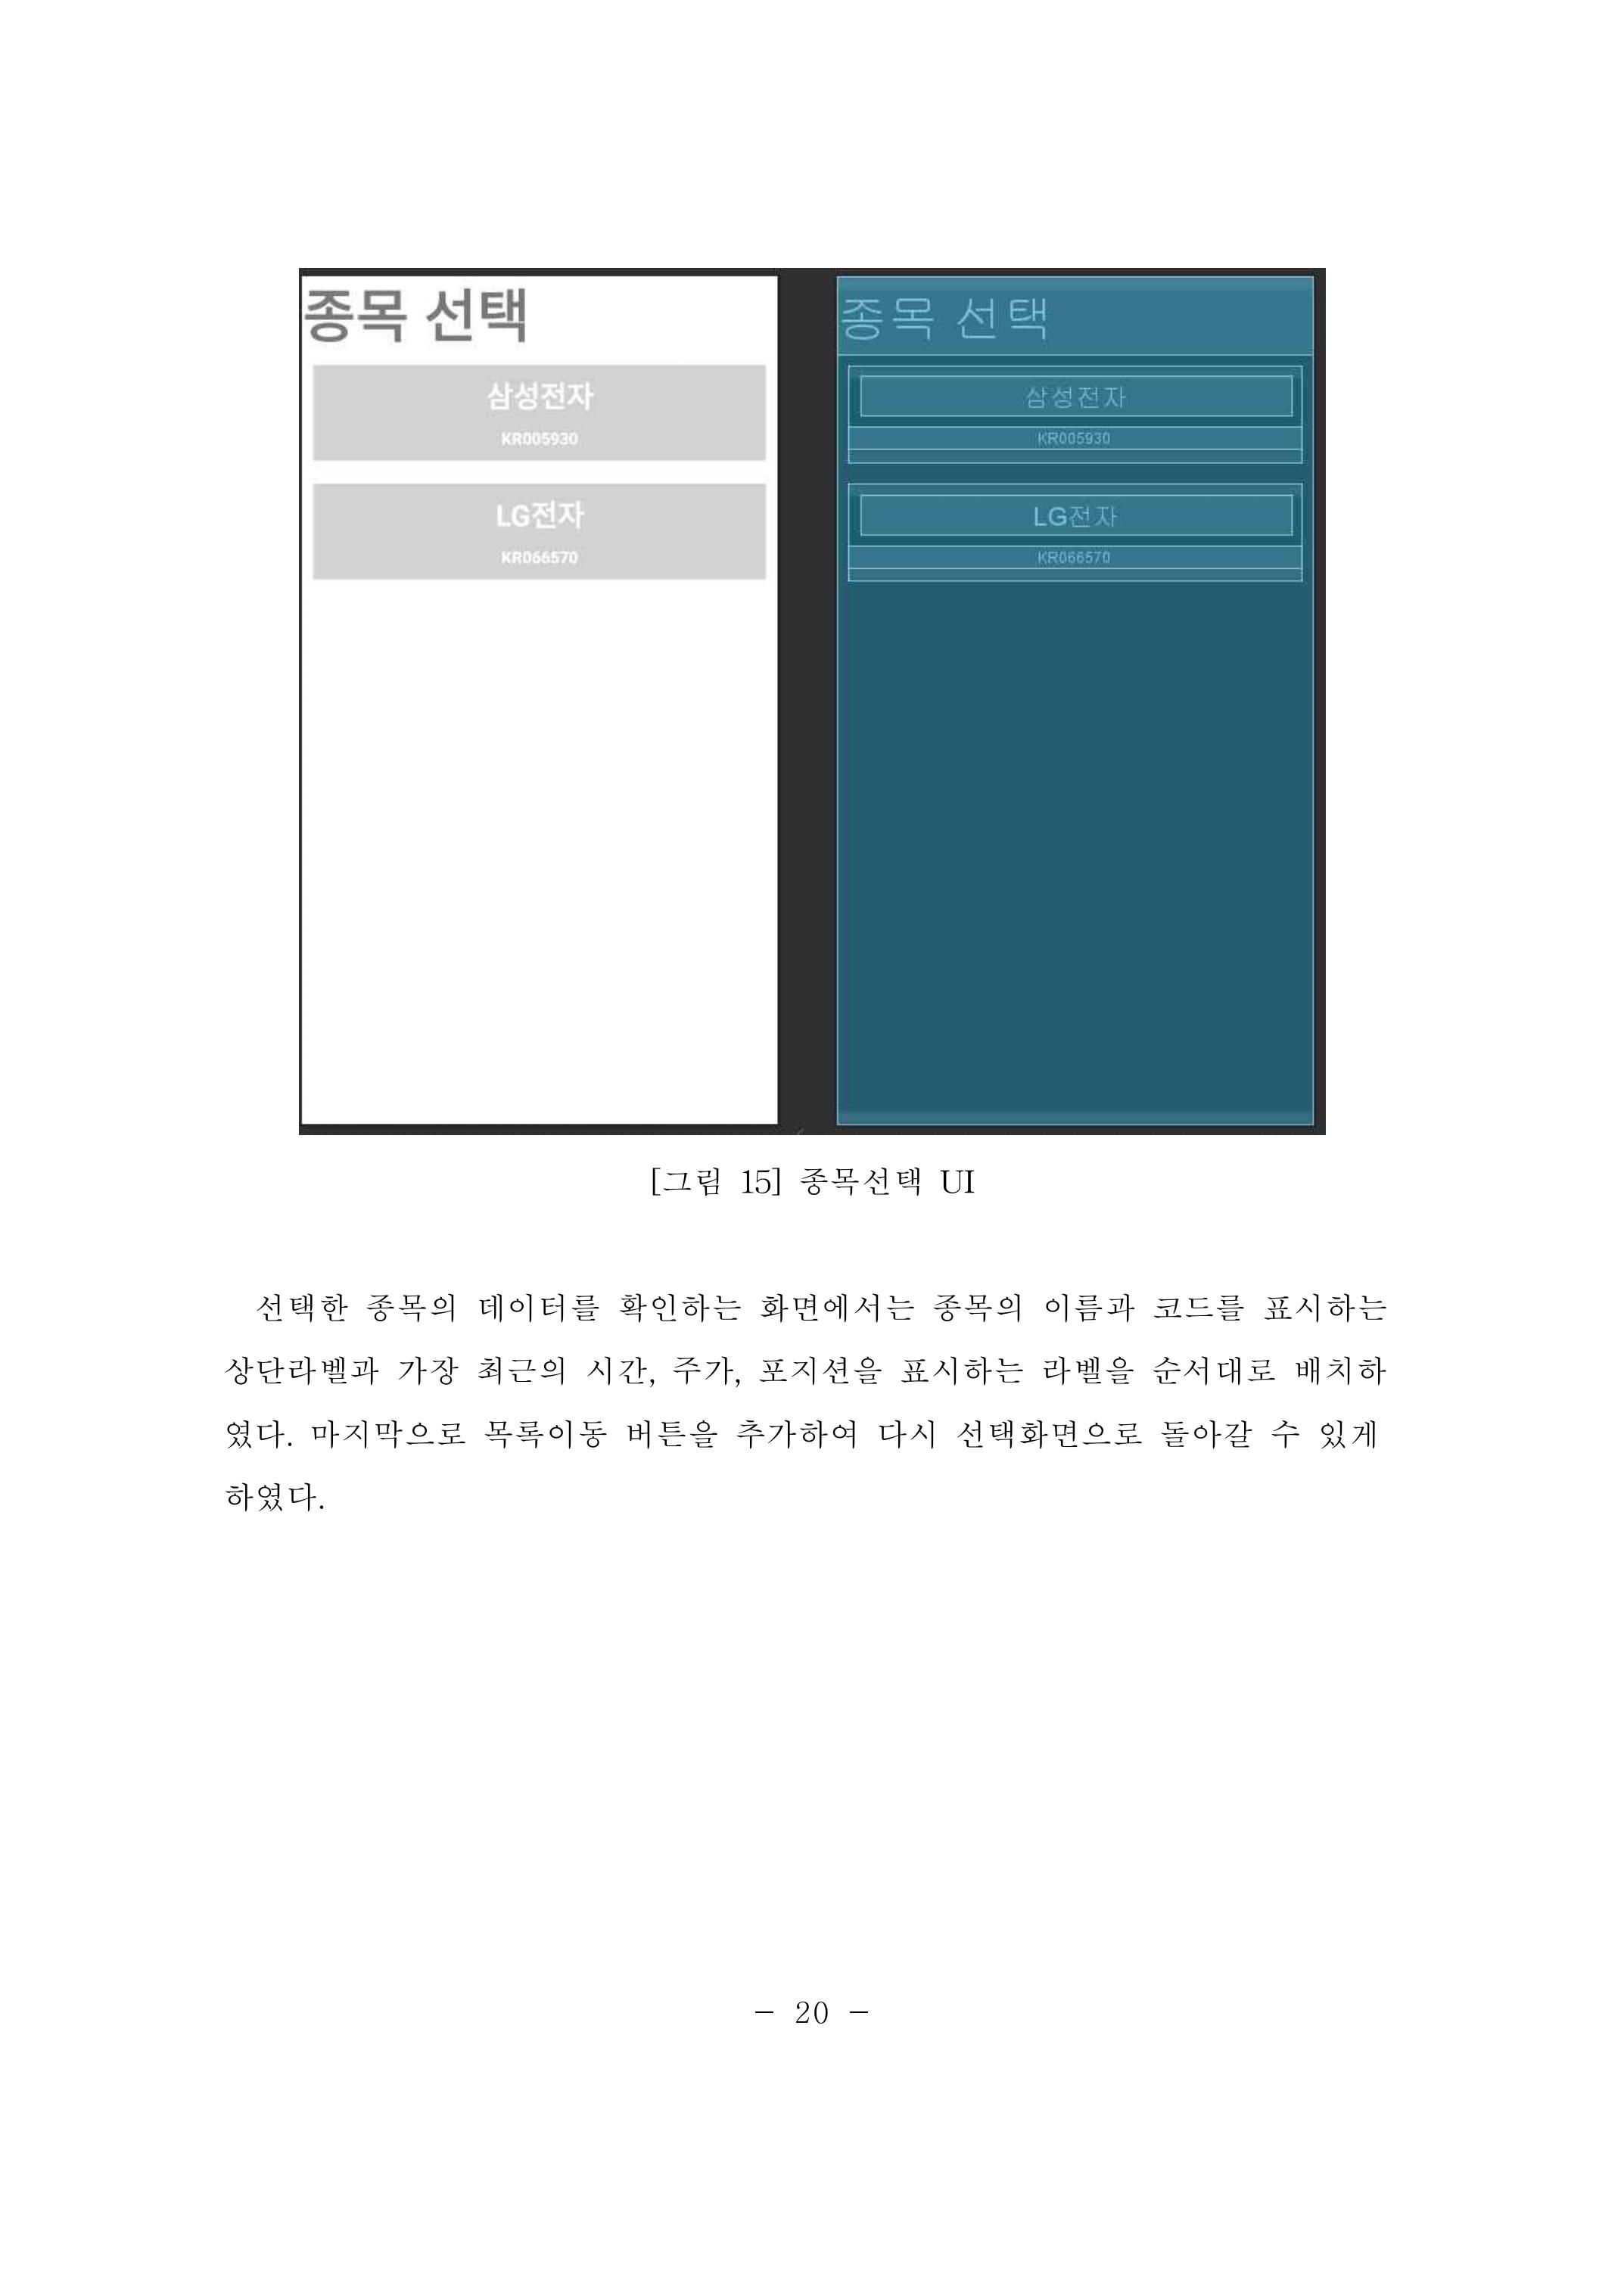 종목 선택
삼성전자
KR005930
LG전자
KR066570
종목 선택
삼성전자
KR005930
LG전자
KR066570
[그림 15] 종목선택 UI
선택한 종목의 데이터를 확인하는 화면에서는 종목의 이름과 코드를 표시하는
상단라벨과 가장 최근의 시간, 주가, 포지션을 표시하는 라벨을 순서대로 배치하
였다. 마지막으로 목록이동 버튼을 추가하여 다시 선택화면으로 돌아갈 수 있게
하였다.
- 20 -